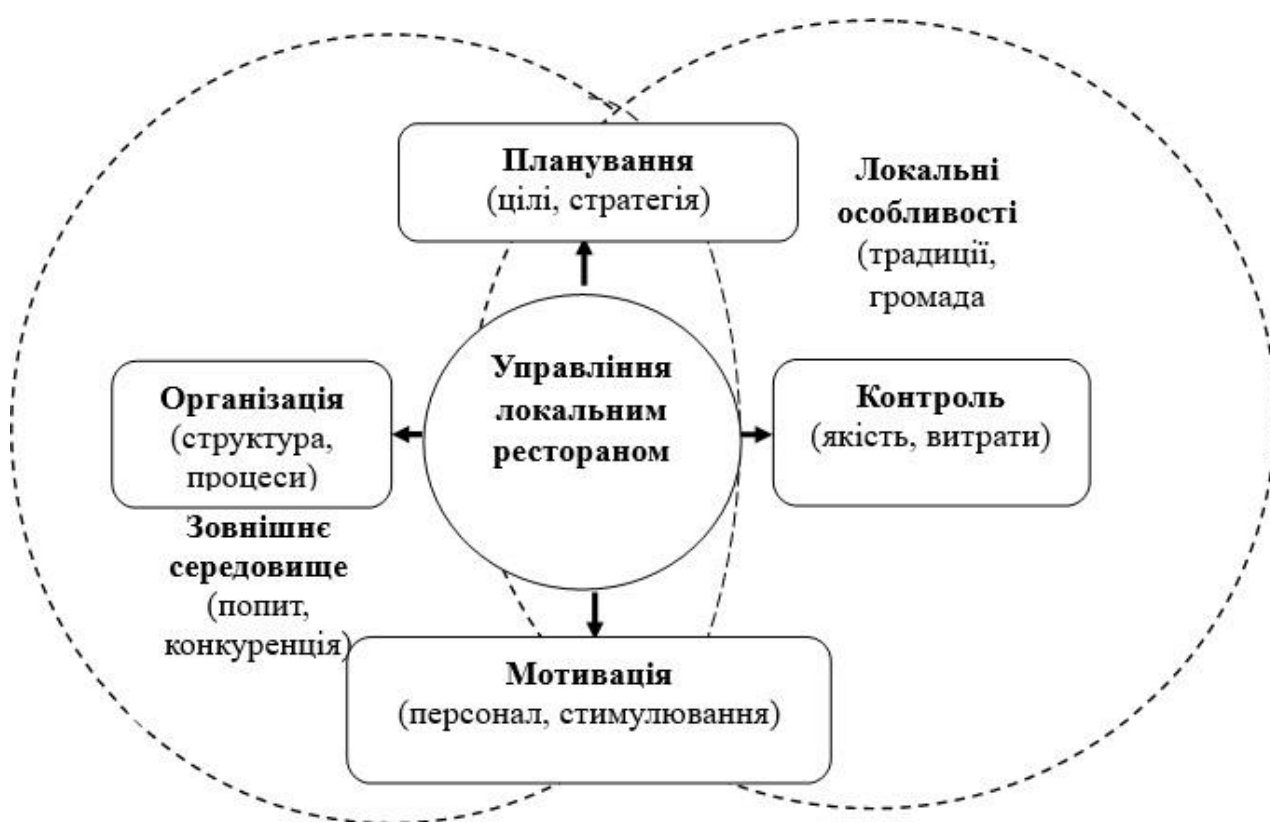 Планування
(цілі, стратегія)
Локальні
особливості
(традиції,
громада
Управління
локальним
рестораном
Організація
(структура,
процеси)
Контроль
(якість, витрати)
Зовнішнє
середовище
(попит,
конкуренція)
Мотивація
(персонал, стимулювання)